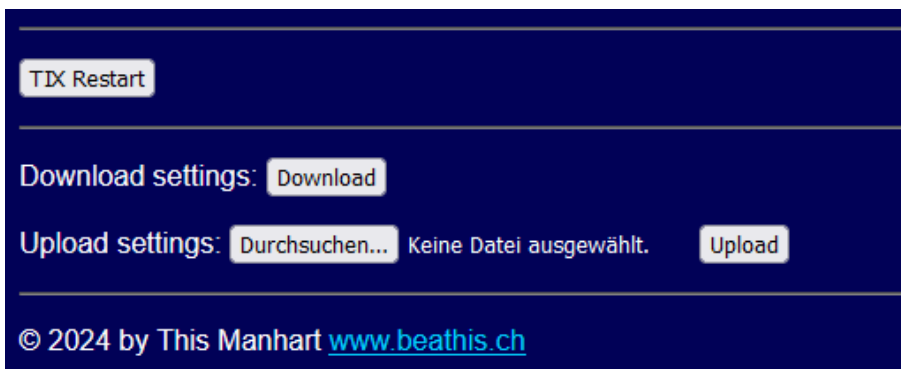 TIX Restart
Download settings: Download
Upload settings: Durchsuchen... Keine Datei ausgewählt. Upload
© 2024 by This Manhart www.beathis.ch